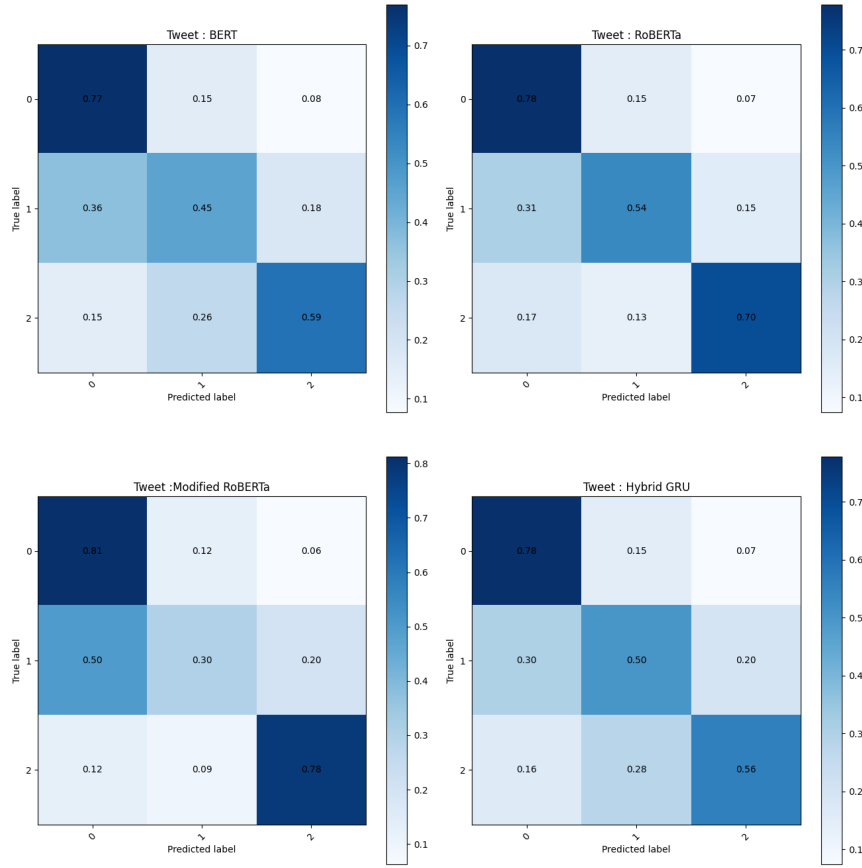 Tweet : BERT
True label
0
0.77 0.15 0.08
1
0.36 0.45 0.18
2
0.15 0.26 0.59
0 1 2
Predicted label
0.7
0.6
0.5
0.4
0.3
0.2
0.1
Tweet : RoBERTa
True label
0
0.78 0.15 0.07
1
0.31 0.54 0.15
2
0.17 0.13 0.70
0 1 2
Predicted label
0.7
0.6
0.5
0.4
0.3
0.2
0.1
Tweet :Modified RoBERTa
True label
0
0.81 0.12 0.06
1
0.50 0.30 0.20
2
0.12 0.09 0.78
0 1 2
Predicted label
0.8
0.7
0.6
0.5
0.4
0.3
0.2
0.1
Tweet : Hybrid GRU
True label
0
0.78 0.15 0.07
1
0.30 0.50 0.20
2
0.16 0.28 0.56
0 1 2
Predicted label
0.7
0.6
0.5
0.4
0.3
0.2
0.1